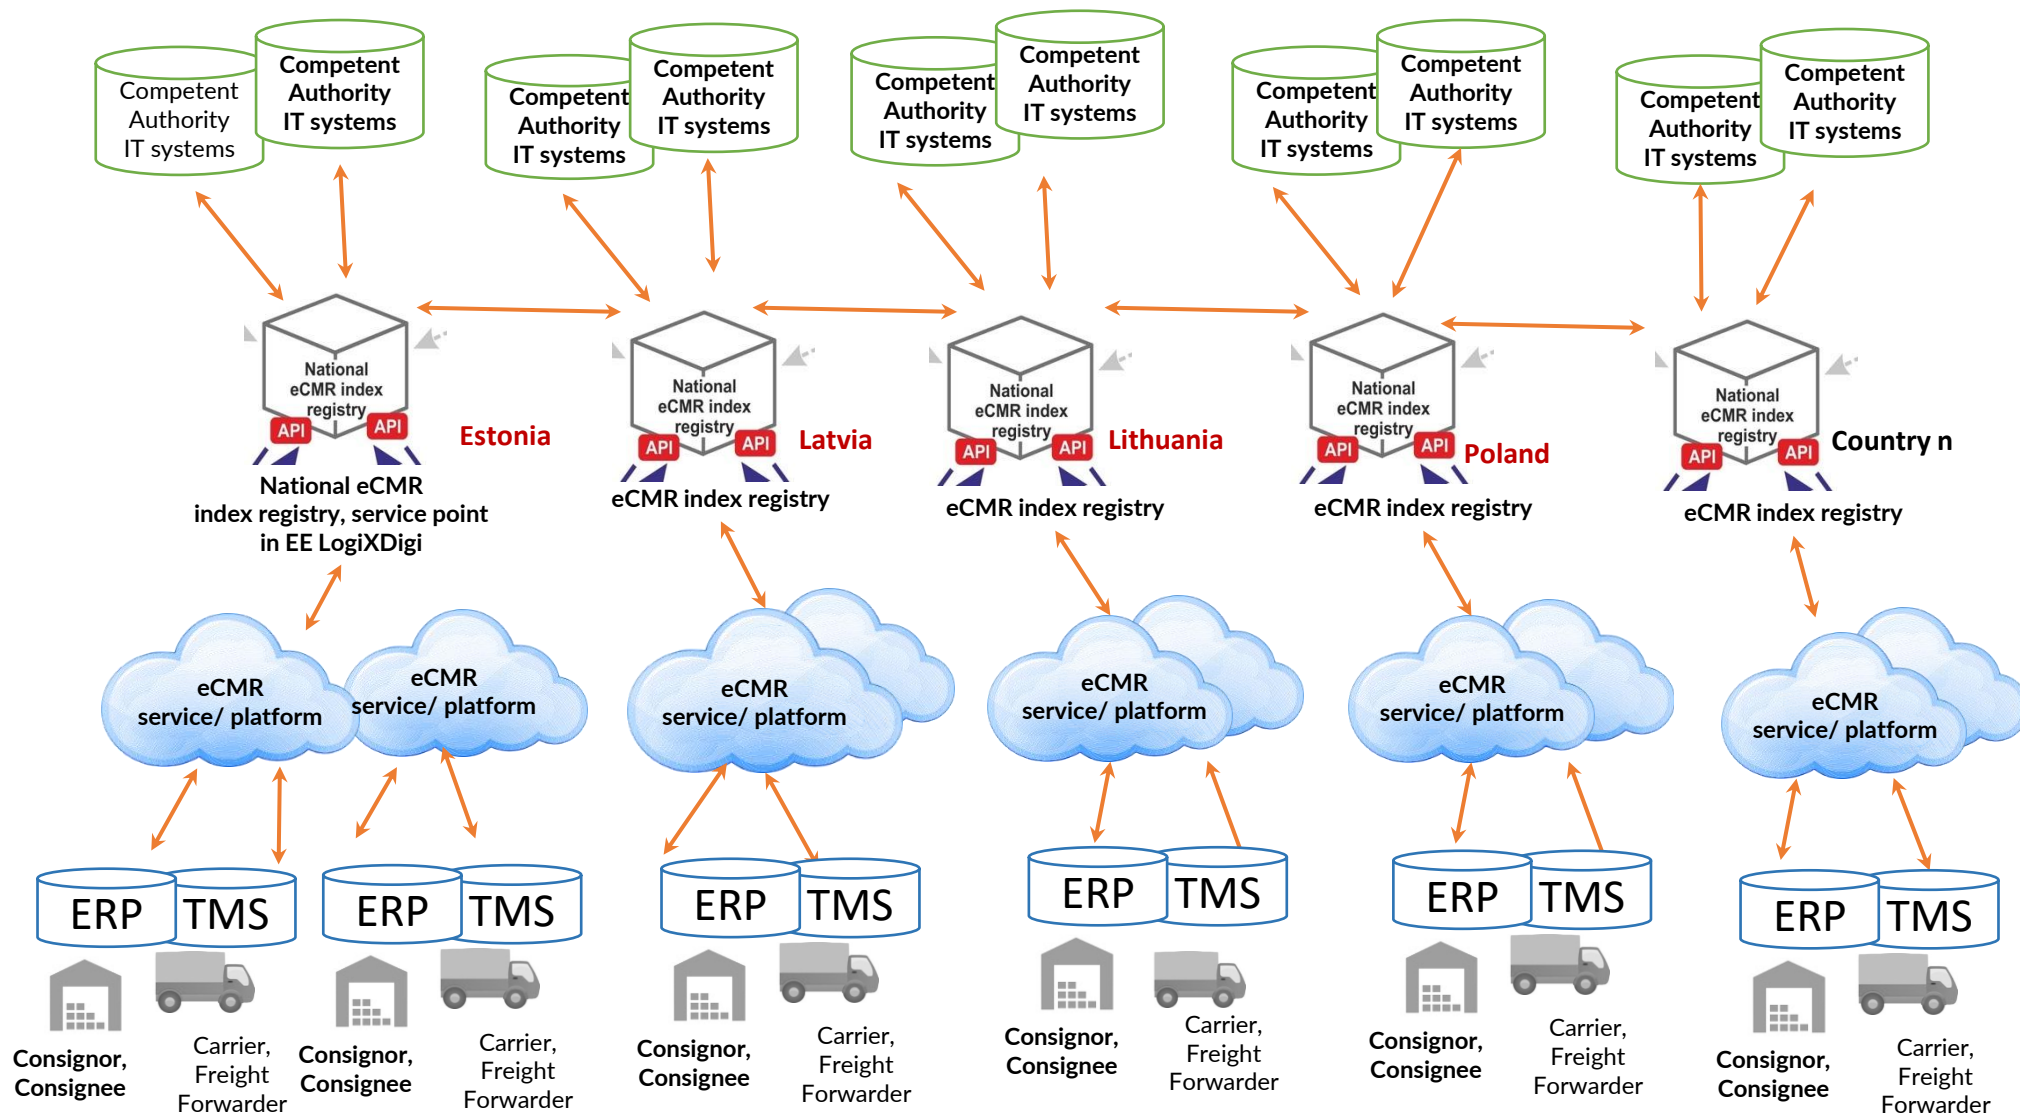 Competent
Authority
IT systems
Competent
Authority
IT systems
Competent
Authority
IT systems
Competent
Authority
IT systems
Competent
Authority
IT systems
Competent
Authority
IT systems
Competent
Authority
IT systems
Competent
Authority
IT systems
Competent
Authority
IT systems
Competent
Authority
IT systems
National
eCMR index
registry
API
API
Estonia
National
eCMR index
registry
API
API
Latvia
National
eCMR index
registry
API
API
Lithuania
National
eCMR index
registry
API
API
Poland
National
eCMR index
registry
API
API
Country n
National eCMR
index registry, service point
in EE LogiXDigi
eCMR index registry
eCMR index registry
eCMR index registry
eCMR index registry
eCMR
service/ platform
eCMR
service/ platform
eCMR
service/ platform
eCMR
service/ platform
eCMR
service/ platform
eCMR
service/ platform
ERP
TMS
ERP
TMS
ERP
TMS
ERP
TMS
ERP
TMS
ERP
TMS
Consignor,
Consignee
Carrier,
Freight
Forwarder
Consignor,
Consignee
Carrier,
Freight
Forwarder
Consignor,
Consignee
Carrier,
Freight
Forwarder
Consignor,
Consignee
Carrier,
Freight
Forwarder
Consignor,
Consignee
Carrier,
Freight
Forwarder
Consignor,
Consignee
Carrier,
Freight
Forwarder